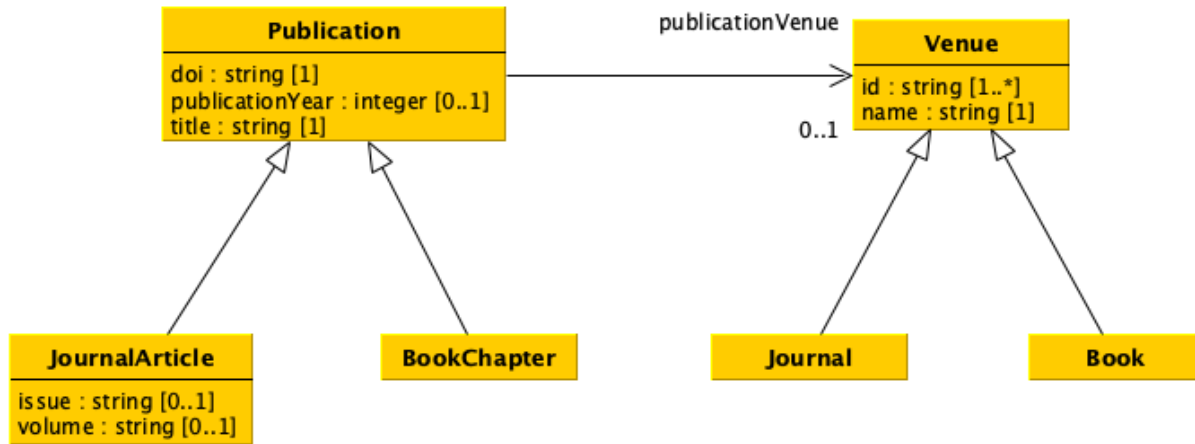 Publication
doi : string [1]
publicationYear : integer [0..1]
title : string [1]
publicationVenue
0..1
Venue
id : string [1..*]
name : string [1]
JournalArticle
issue : string [0..1]
volume : string [0..1]
BookChapter
Journal
Book